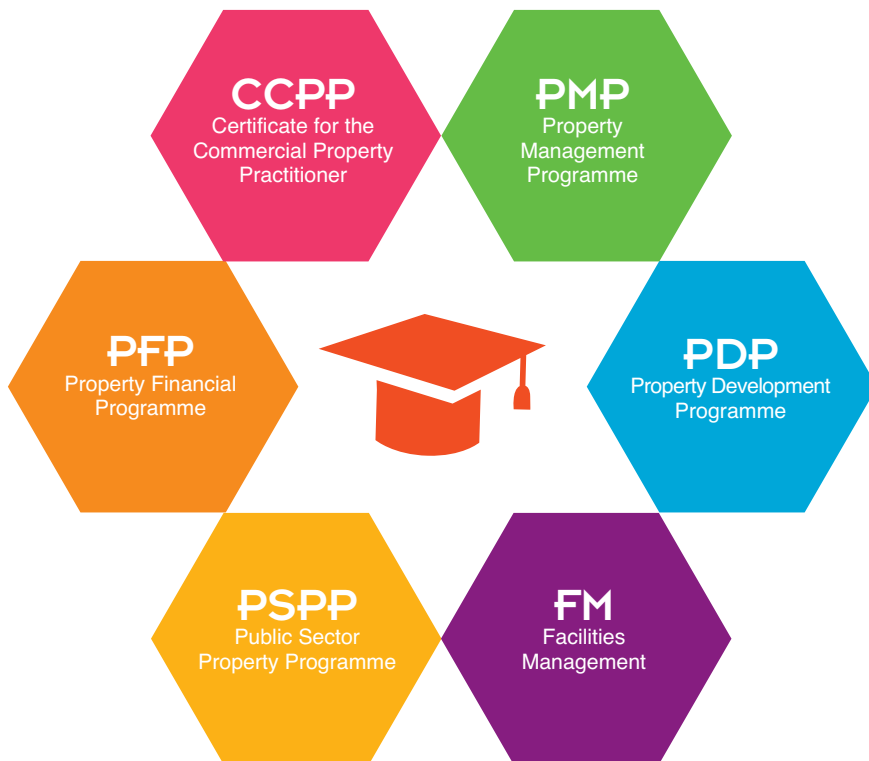 CCPP
Certificate for the
Commercial Property
Practitioner
PMP
Property
Management
Programme
PFP
Property Financial
Programme
PDP
Property Development
Programme
PSPP
Public Sector
Property Programme
FM
Facilities
Management